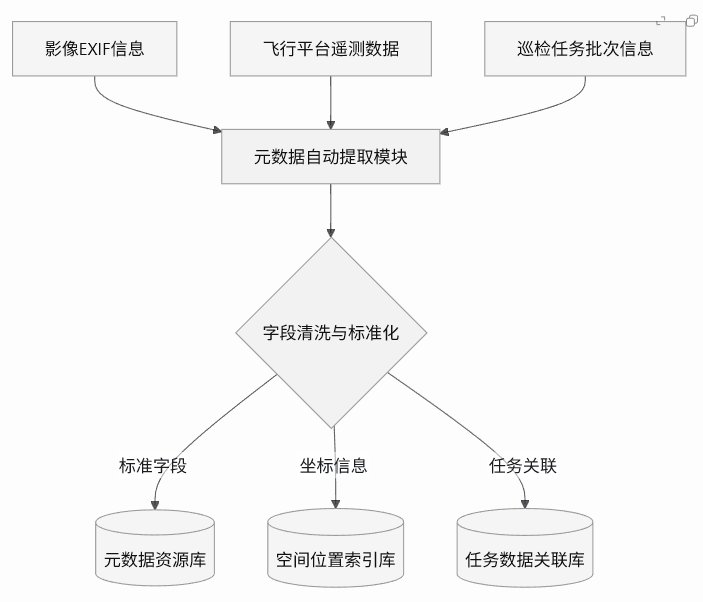 影像EXIF信息
飞行平台遥测数据
巡检任务批次信息
元数据自动提取模块
字段清洗与标准化
标准字段
坐标信息
任务关联
元数据资源库
空间位置索引库
任务数据关联库